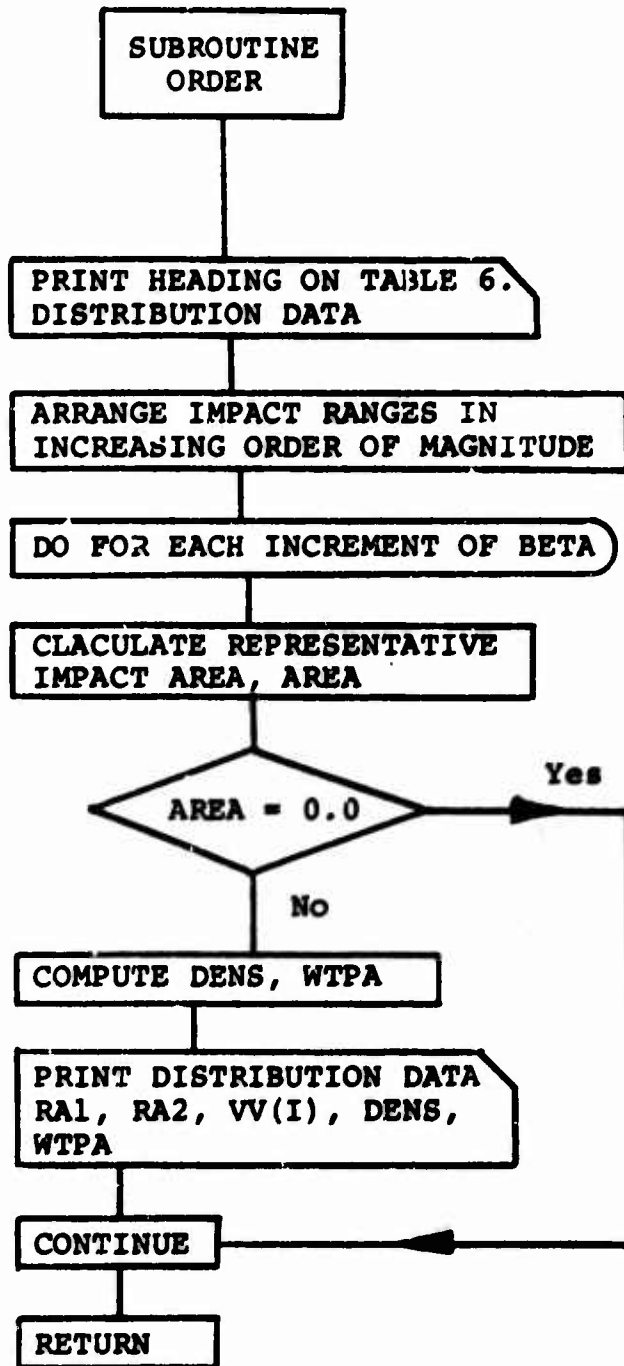 SUBROUTINE
ORDER
PRINT HEADING ON TABLE 6.
DISTRIBUTION DATA
ARRANGE IMPACT RANGES IN
INCREASING ORDER OF MAGNITUDE
DO FOR EACH INCREMENT OF BETA
CLACULATE REPRESENTATIVE
IMPACT AREA, AREA
AREA = 0.0
Yes
No
COMPUTE DENS, WTPA
PRINT DISTRIBUTION DATA
RA1, RA2, VV(I), DENS,
WTPA
CONTINUE
RETURN